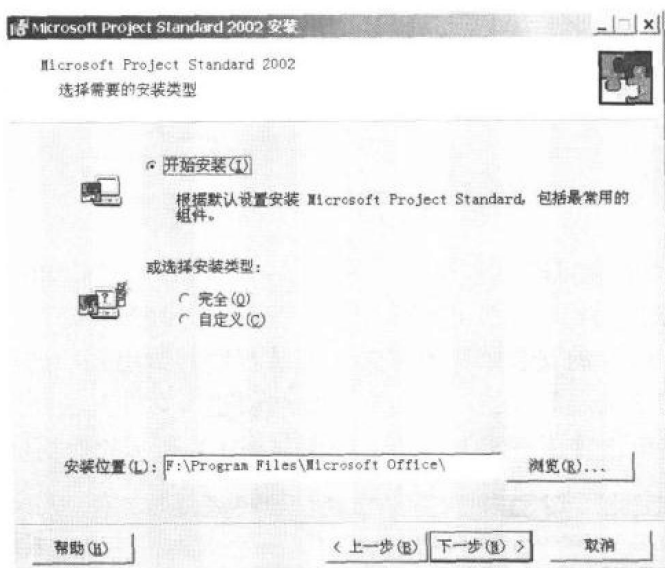 Microsoft Project Standard 2002 安装
Microsoft Project Standard 2002
选择需要的安装类型
开始安装(I)
根据默认设置安装 Microsoft Project Standard, 包括最常用的
组件。
或选择安装类型:
完全(O)
自定义(C)
安装位置(L): F:\Program Files\Microsoft Office\ 浏览(R)...
帮助(H) < 上一步(B) 下一步(N) > 取消